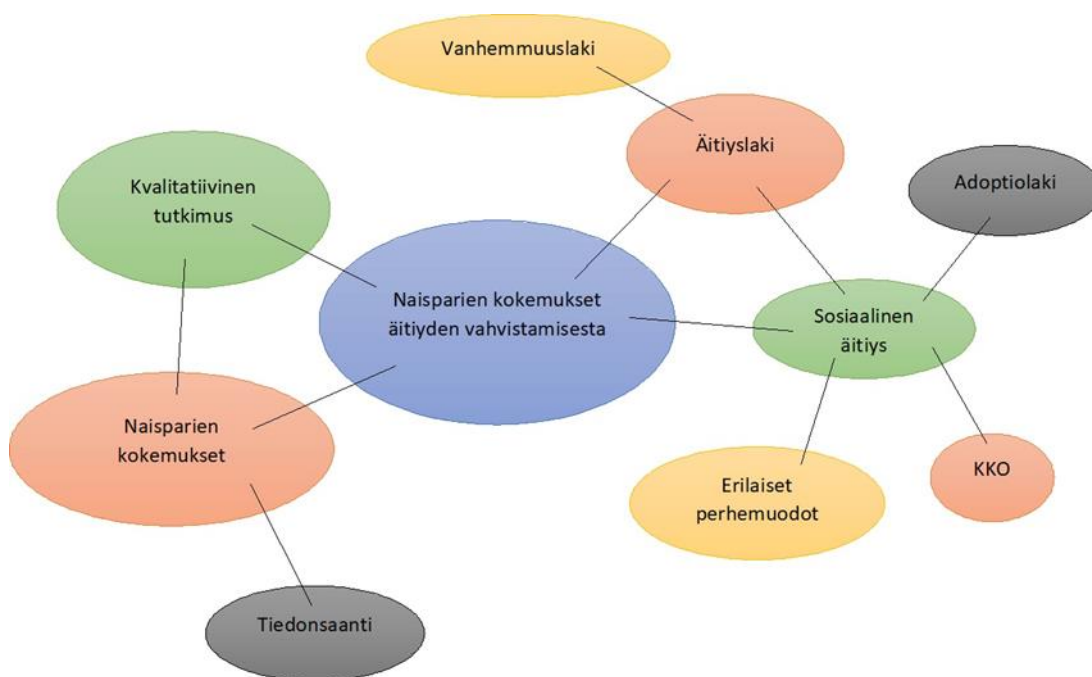 Vanhemmuuslaki
Äitiyslaki
Adoptiolaki
Kvalitatiivinen
tutkimus
Naisparien kokemukset
äitiyden vahvistamisesta
Sosiaalinen
äitiys
Naisparien
kokemukset
Erilaiset
perhemuodot
KKO
Tiedonsaanti